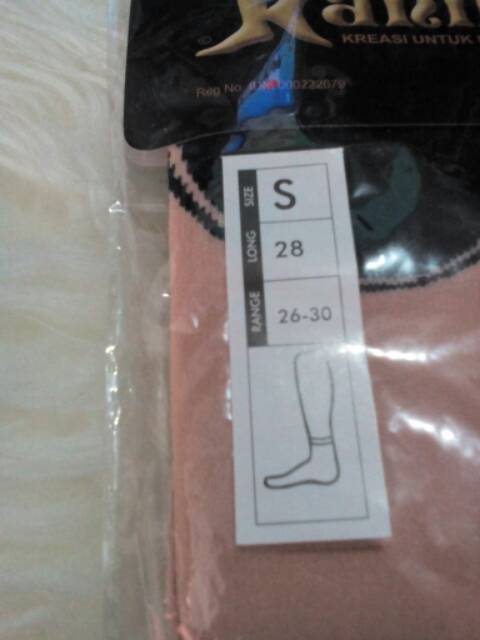 KREASI UNTUK
SIZE S
LONG 28
RANGE 26-30